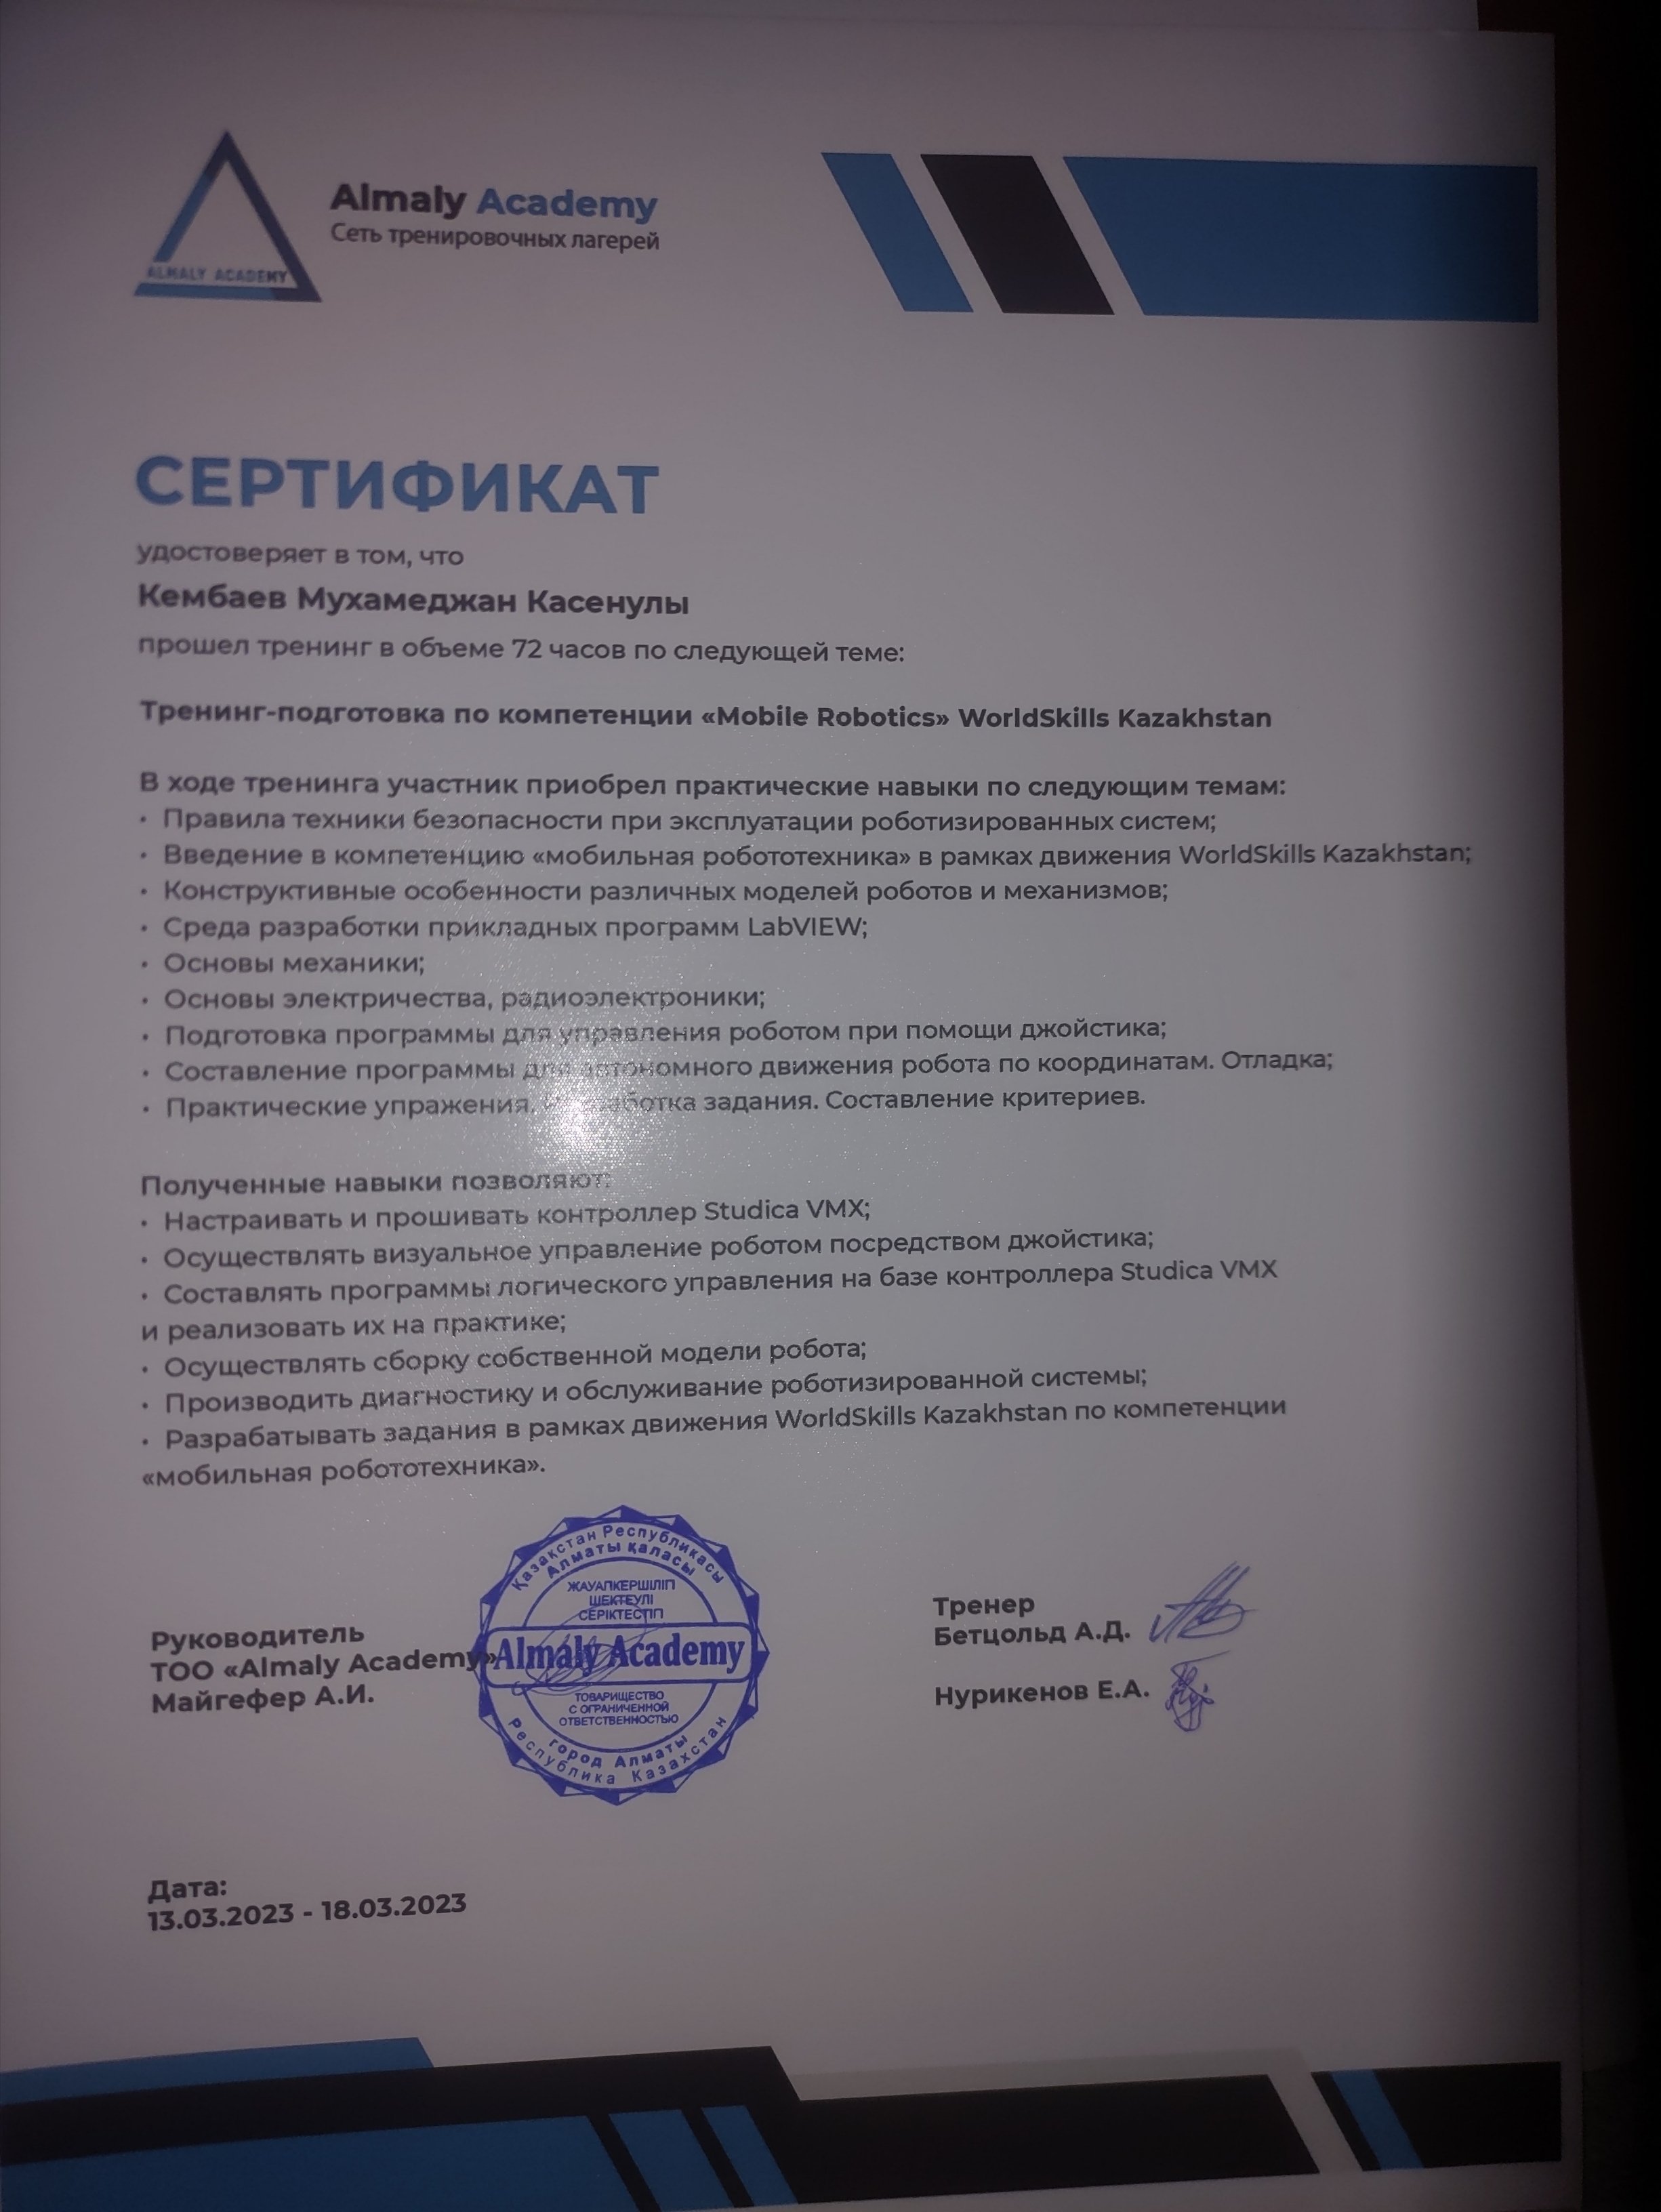 Almaly Academy
Сеть тренировочных лагерей
ALMALY ACADEMY
СЕРТИФИКАТ
удостоверяет в том, что
Кембаев Мухамеджан Касенулы
прошел тренинг в объеме 72 часов по следующей теме:
Тренинг-подготовка по компетенции «Mobile Robotics» WorldSkills Kazakhstan
В ходе тренинга участник приобрел практические навыки по следующим темам:
• Правила техники безопасности при эксплуатации роботизированных систем;
• Введение в компетенцию «мобильная робототехника» в рамках движения WorldSkills Kazakhstan;
• Конструктивные особенности различных моделей роботов и механизмов;
• Среда разработки прикладных программ LabVIEW;
• Основы механики;
• Основы электричества, радиоэлектроники;
• Подготовка программы для управления роботом при помощи джойстика;
• Составление программы для автономного движения робота по координатам. Отладка;
• Практические упражения. задания. Составление критериев.
Полученные навыки позволяют:
• Настраивать и прошивать контроллер Studica VMX;
• Осуществлять визуальное управление роботом посредством джойстика;
• Составлять программы логического управления на базе контроллера Studica VMX
и реализовать их на практике;
• Осуществлять сборку собственной модели робота;
• Производить диагностику и обслуживание роботизированной системы;
• Разрабатывать задания в рамках движения WorldSkills Kazakhstan по компетенции
«мобильная робототехника».
Руководитель
ТОО «Almaly Academy»
Майгефер А.И.
Қазақстан Республикасы
Алматы қаласы
ЖАУАПКЕРШІЛІГІ
ШЕКТЕУЛІ
СЕРІКТЕСТІГІ
Almaly Academy
ТОВАРИЩЕСТВО
С ОГРАНИЧЕННОЙ
ОТВЕТСТВЕННОСТЬЮ
город Алматы
Республика Казахстан
Тренер
Бетцольд А.Д.
Нурикенов Е.А.
Дата:
13.03.2023 - 18.03.2023